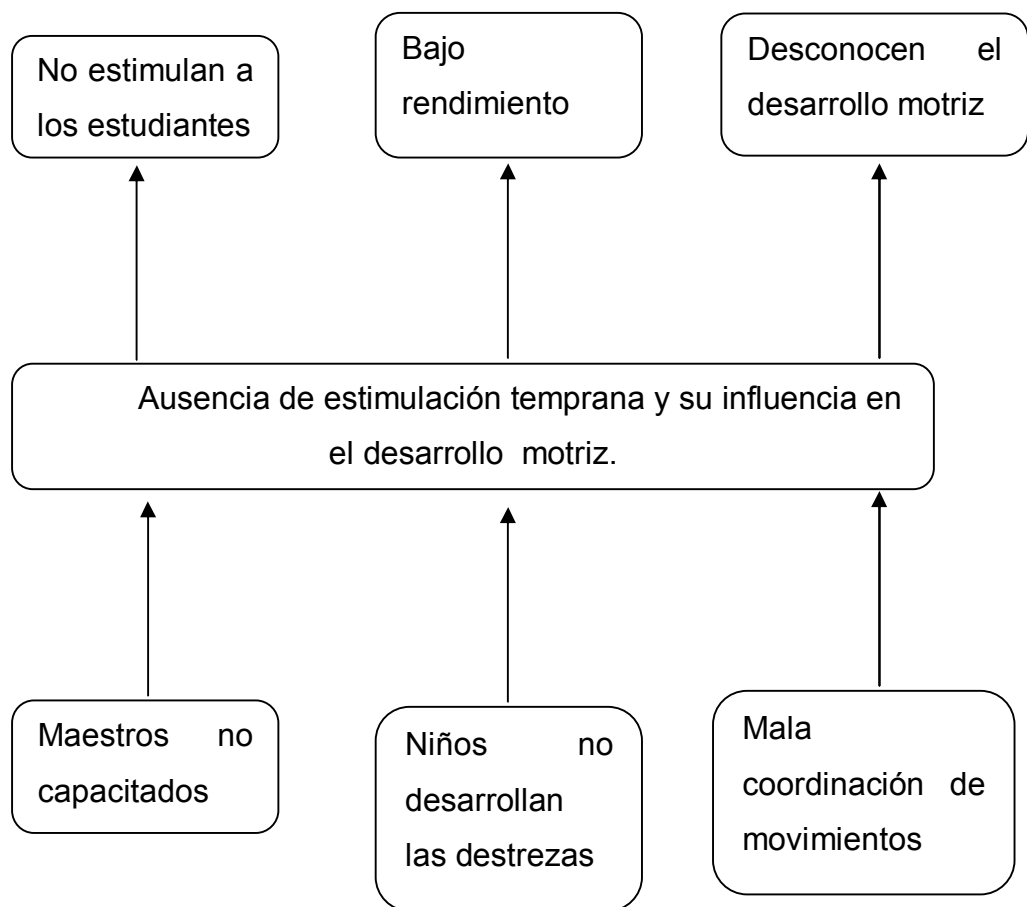 No estimulan a
los estudiantes
Bajo
rendimiento
Desconocen el
desarrollo motriz
Ausencia de estimulación temprana y su influencia en
el desarrollo motriz.
Maestros no
capacitados
Niños no
desarrollan
las destrezas
Mala
coordinación de
movimientos